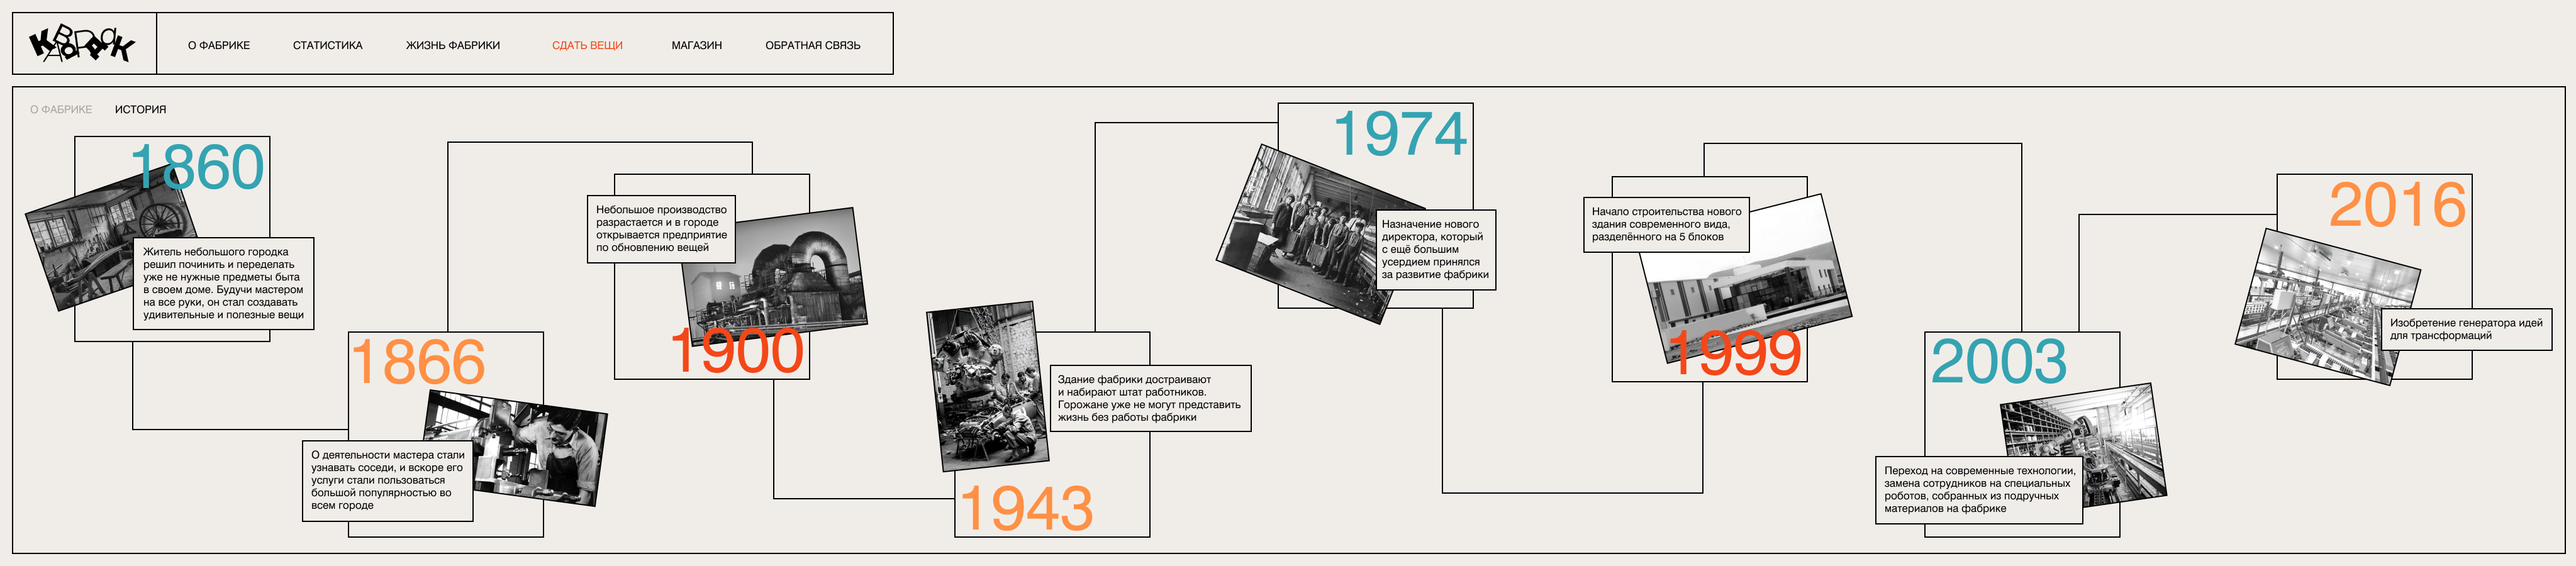 КВАВОРАК
О ФАБРИКЕ
СТАТИСТИКА
ЖИЗНЬ ФАБРИКИ
СДАТЬ ВЕЩИ
МАГАЗИН
ОБРАТНАЯ СВЯЗЬ
О ФАБРИКЕ
ИСТОРИЯ
1860
Житель небольшого городка
решил починить и переделать
уже не нужные предметы быта
в своем доме. Будучи мастером
на все руки, он стал создавать
удивительные и полезные вещи
1866
О деятельности мастера стали
узнавать соседи, и вскоре его
услуги стали пользоваться
большой популярностью во
всем городе
Небольшое производство
разрастается и в городе
открывается предприятие
по обновлению вещей
1900
Здание фабрики достраивают
и набирают штат работников.
Горожане уже не могут представить
жизнь без работы фабрики
1943
1974
Назначение нового
директора, который
с ещё большим
усердием принялся
за развитие фабрики
Начало строительства нового
здания современного вида,
разделённого на 5 блоков
1999
2003
Переход на современные технологии,
замена сотрудников на специальных
роботов, собранных из подручных
материалов на фабрике
2016
Изобретение генератора идей
для трансформаций